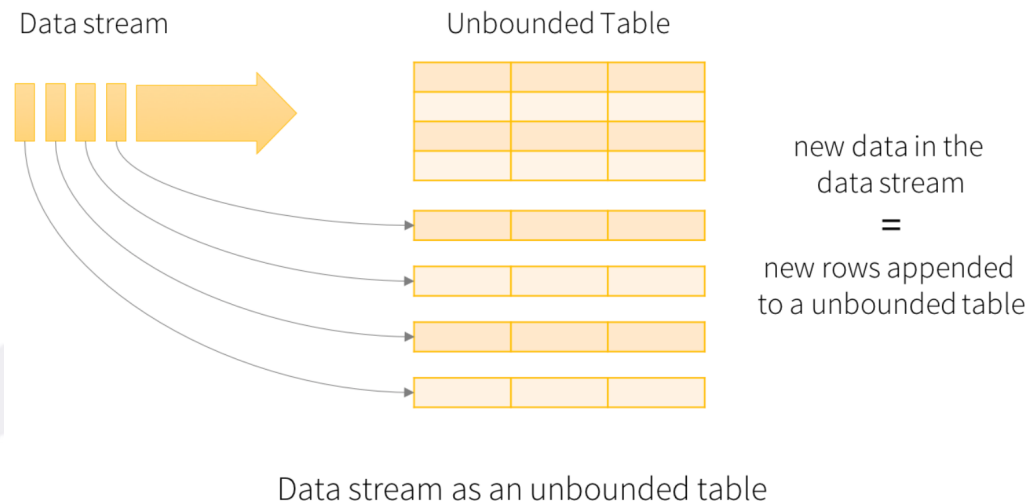 Data stream
Unbounded Table
new data in the
data stream
=
new rows appended
to a unbounded table
Data stream as an unbounded table